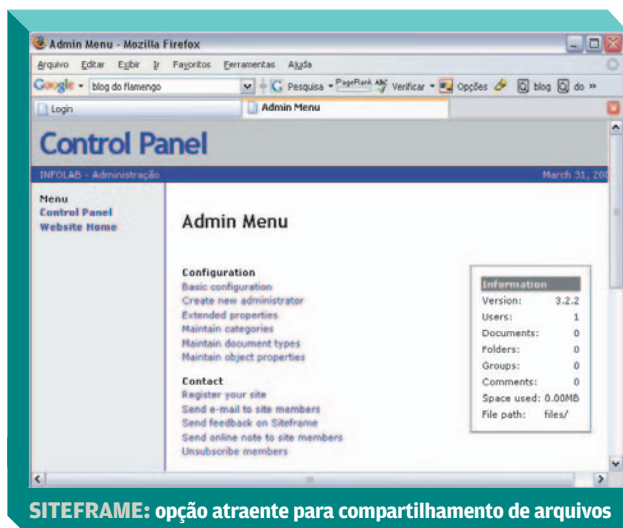 Admin Menu - Mozilla Firefox
Arquivo Editar Exibir Ir Favoritos Ferramentas Ajuda
Google blog do flamengo Pesquisa PageRank Verificar Opções blog do »
Login Admin Menu
Control Panel
INFOLAB - Administração March 31, 200
Menu
Control Panel
Website Home
Admin Menu
Configuration
Basic configuration
Create new administrator
Extended properties
Maintain categories
Maintain document types
Maintain object properties
Contact
Register your site
Send e-mail to site members
Send feedback on Siteframe
Send online note to site members
Unsubscribe members
Information
Version: 3.2.2
Users: 1
Documents: 0
Folders: 0
Groups: 0
Comments: 0
Space used: 0.00MB
File path: files/
SITEFRAME: opção atraente para compartilhamento de arquivos